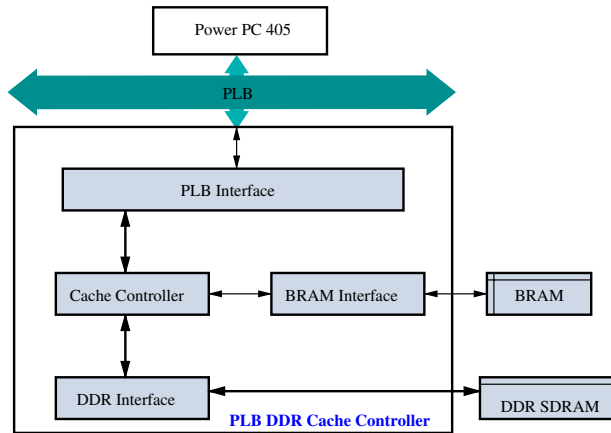 Power PC 405
PLB
PLB Interface
Cache Controller
BRAM Interface
BRAM
DDR Interface
DDR SDRAM
PLB DDR Cache Controller